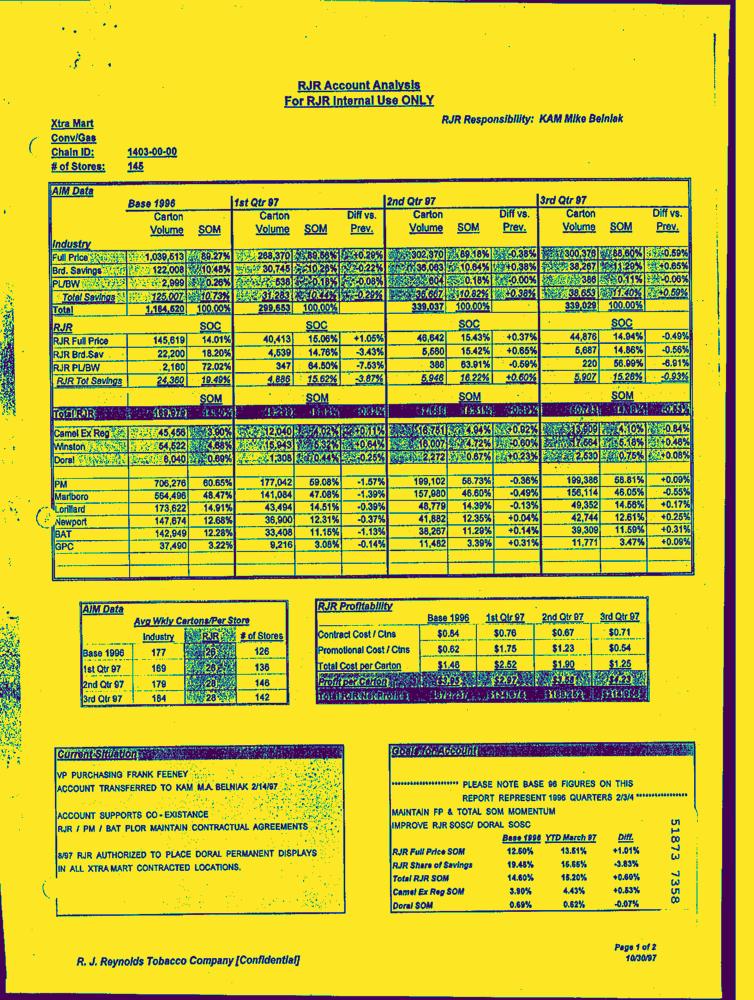 RJR Account Analysis
For RJR Internal Use ONLY
RJR Responsibility: KAM Mike Belniak
Xtra Mart
Conv/Gas
Chain ID: 1403-00-00
# of Stores: 145
AIM Data
Base 1996 1st Qtr 97 2nd Qtr 97 3rd Qtr 97
Carton Carton Diff vs. Carton Diff vs. Carton Diff vs.
Volume SOM Volume SOM Prev. Volume SOM Prev. Volume SOM Prev.
Industry
Full Price 1,039,513 89.27% 268,370 89.56% +0.29% 302,370 89.18% -0.38% 300,376 88.60% -0.59%
Brd. Savings 122,008 10.48% 30,745 10.26% -0.22% 36,063 10.64% +0.38% 38,267 11.29% +0.65%
PL/BW 2,999 0.26% 538 0.18% -0.08% 604 0.18% -0.00% 386 0.11% -0.06%
Total Savings 125,007 10.73% 31,283 10.44% -0.29% 36,667 10.82% +0.38% 38,653 11.40% +0.59%
Total 1,164,520 100.00% 299,653 100.00% 339,037 100.00% 339,029 100.00%
RJR SOC SOC SOC SOC
RJR Full Price 145,619 14.01% 40,413 15.06% +1.05% 46,642 15.43% +0.37% 44,876 14.94% -0.49%
RJR Brd.Sav 22,200 18.20% 4,539 14.76% -3.43% 5,560 15.42% +0.65% 5,687 14.86% -0.56%
RJR PL/BW 2,160 72.02% 347 64.50% -7.53% 386 63.91% -0.59% 220 56.99% -6.91%
RJR Tot Savings 24,360 19.49% 4,886 15.62% -3.87% 5,946 16.22% +0.60% 5,907 15.28% -0.93%
SOM SOM SOM SOM
Total RJR
Camel Ex Reg 45,456 3.90% 12,040 4.02% +0.11% 16,751 4.94% +0.92% 13,909 4.10% -0.84%
Winston 54,522 4.68% 15,943 5.32% +0.64% 16,007 4.72% -0.60% 17,564 5.18% +0.46%
Doral 8,040 0.69% 1,308 0.44% -0.25% 2,272 0.67% +0.23% 2,530 0.75% +0.08%
PM 706,276 60.65% 177,042 59.08% -1.57% 199,102 58.73% -0.36% 199,386 58.81% +0.09%
Marlboro 564,496 48.47% 141,084 47.08% -1.39% 157,980 46.60% -0.49% 156,114 46.05% -0.55%
Lorillard 173,622 14.91% 43,494 14.51% -0.39% 48,779 14.39% -0.13% 49,352 14.56% +0.17%
Newport 147,674 12.68% 36,900 12.31% -0.37% 41,882 12.35% +0.04% 42,744 12.61% +0.25%
BAT 142,949 12.28% 33,408 11.15% -1.13% 38,267 11.29% +0.14% 39,309 11.59% +0.31%
GPC 37,490 3.22% 9,216 3.08% -0.14% 11,482 3.39% +0.31% 11,771 3.47% +0.09%
AIM Data
Avg Wkly Cartons/Per Store
Industry RJR # of Stores
Base 1996 177 26 126
1st Qtr 97 169 26 136
2nd Qtr 97 179 28 146
3rd Qtr 97 184 28 142
RJR Profitability
Base 1996 1st Qtr 97 2nd Qtr 97 3rd Qtr 97
Contract Cost / Ctns $0.84 $0.76 $0.67 $0.71
Promotional Cost / Ctns $0.62 $1.75 $1.23 $0.54
Total Cost per Carton $1.46 $2.52 $1.90 $1.25
Profit per Carton
Total RJR Net Profit
Current Situation
VP PURCHASING FRANK FEENEY
ACCOUNT TRANSFERRED TO KAM M.A. BELNIAK 2/14/97
ACCOUNT SUPPORTS CO - EXISTANCE
RJR / PM / BAT PLOR MAINTAIN CONTRACTUAL AGREEMENTS
8/97 RJR AUTHORIZED TO PLACE DORAL PERMANENT DISPLAYS
IN ALL XTRA MART CONTRACTED LOCATIONS.
Goals for Account
******************* PLEASE NOTE BASE 96 FIGURES ON THIS
REPORT REPRESENT 1996 QUARTERS 2/3/4 ***************
MAINTAIN FP & TOTAL SOM MOMENTUM
IMPROVE RJR SOSC/ DORAL SOSC
Base 1996 YTD March 97 Diff.
RJR Full Price SOM 12.50% 13.51% +1.01%
RJR Share of Savings 19.48% 15.65% -3.83%
Total RJR SOM 14.60% 15.20% +0.60%
Camel Ex Reg SOM 3.90% 4.43% +0.53%
Doral SOM 0.69% 0.62% -0.07%
51873 7358
R. J. Reynolds Tobacco Company [Confidential]
Page 1 of 2
10/30/97